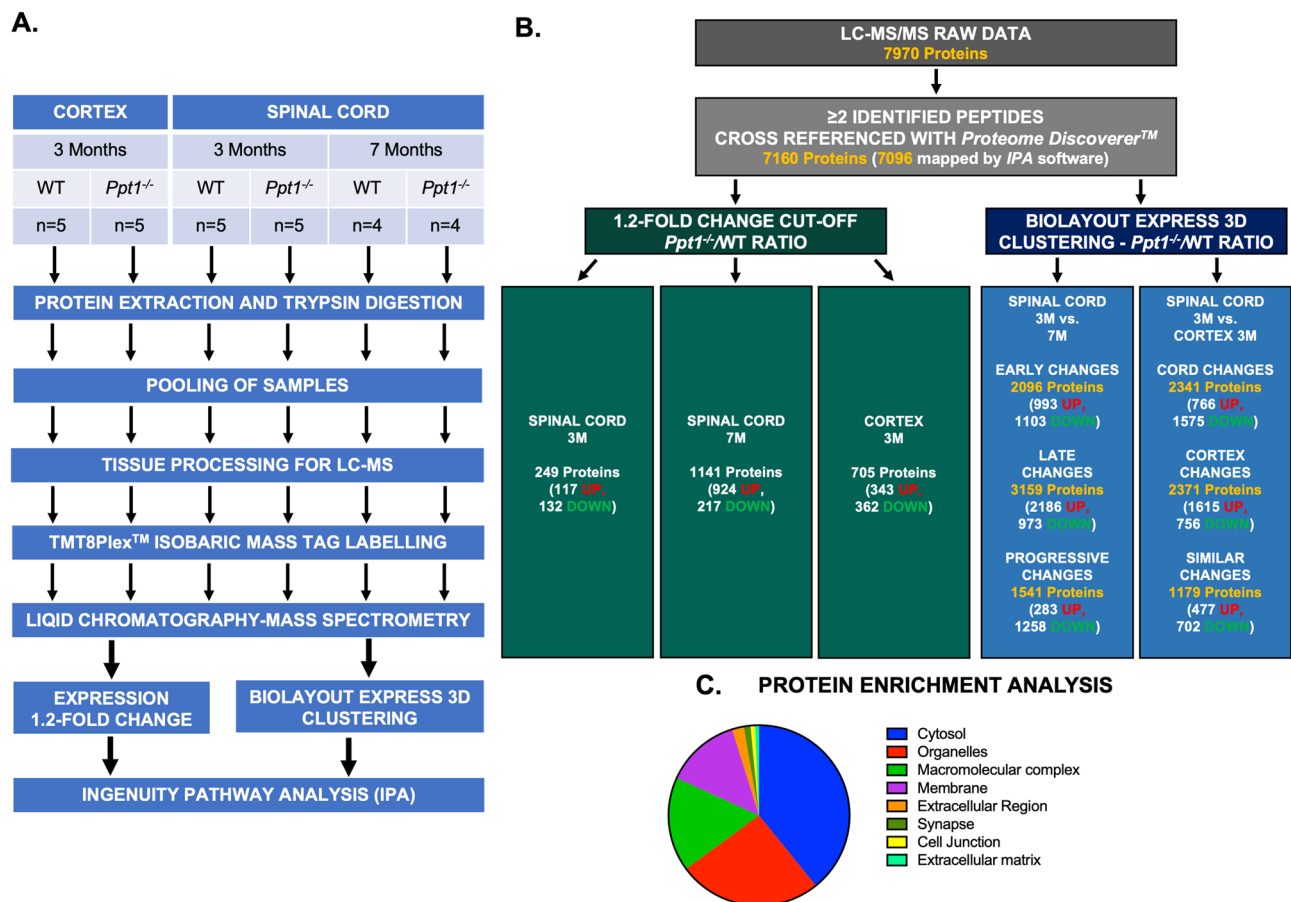 A.
CORTEX SPINAL CORD
3 Months 3 Months 7 Months
WT Ppt1-/- WT Ppt1-/- WT Ppt1-/-
n=5 n=5 n=5 n=5 n=4 n=4
PROTEIN EXTRACTION AND TRYPSIN DIGESTION
POOLING OF SAMPLES
TISSUE PROCESSING FOR LC-MS
TMT8Plex™ ISOBARIC MASS TAG LABELLING
LIQID CHROMATOGRAPHY-MASS SPECTROMETRY
EXPRESSION
1.2-FOLD CHANGE
BIOLAYOUT EXPRESS 3D
CLUSTERING
INGENUITY PATHWAY ANALYSIS (IPA)
B.
LC-MS/MS RAW DATA
7970 Proteins
≥2 IDENTIFIED PEPTIDES
CROSS REFERENCED WITH Proteome Discoverer™
7160 Proteins (7096 mapped by IPA software)
1.2-FOLD CHANGE CUT-OFF
Ppt1-/-/WT RATIO
BIOLAYOUT EXPRESS 3D
CLUSTERING - Ppt1-/-/WT RATIO
SPINAL CORD
3M
249 Proteins
(117 UP,
132 DOWN)
SPINAL CORD
7M
1141 Proteins
(924 UP,
217 DOWN)
CORTEX
3M
705 Proteins
(343 UP,
362 DOWN)
SPINAL CORD
3M vs.
7M
EARLY CHANGES
2096 Proteins
(993 UP,
1103 DOWN)
LATE
CHANGES
3159 Proteins
(2186 UP,
973 DOWN)
PROGRESSIVE
CHANGES
1541 Proteins
(283 UP,
1258 DOWN)
SPINAL CORD
3M vs.
CORTEX 3M
CORD CHANGES
2341 Proteins
(766 UP,
1575 DOWN)
CORTEX
CHANGES
2371 Proteins
(1615 UP,
756 DOWN)
SIMILAR
CHANGES
1179 Proteins
(477 UP,
702 DOWN)
C. PROTEIN ENRICHMENT ANALYSIS
Cytosol
Organelles
Macromolecular complex
Membrane
Extracellular Region
Synapse
Cell Junction
Extracellular matrix